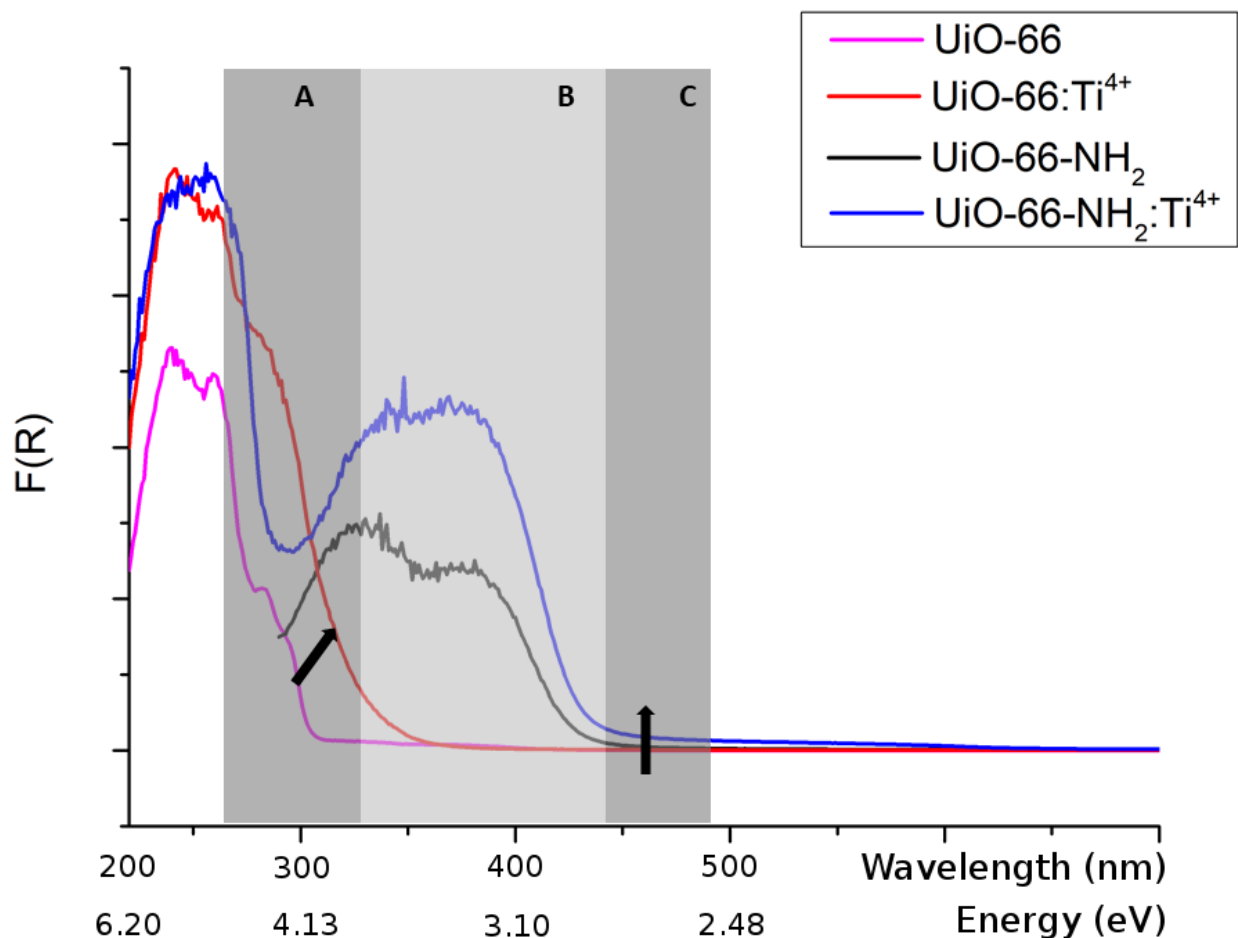 UiO-66
UiO-66:Ti⁴⁺
UiO-66-NH₂
UiO-66-NH₂:Ti⁴⁺
A B C
F(R)
200 300 400 500 Wavelength (nm)
6.20 4.13 3.10 2.48 Energy (eV)